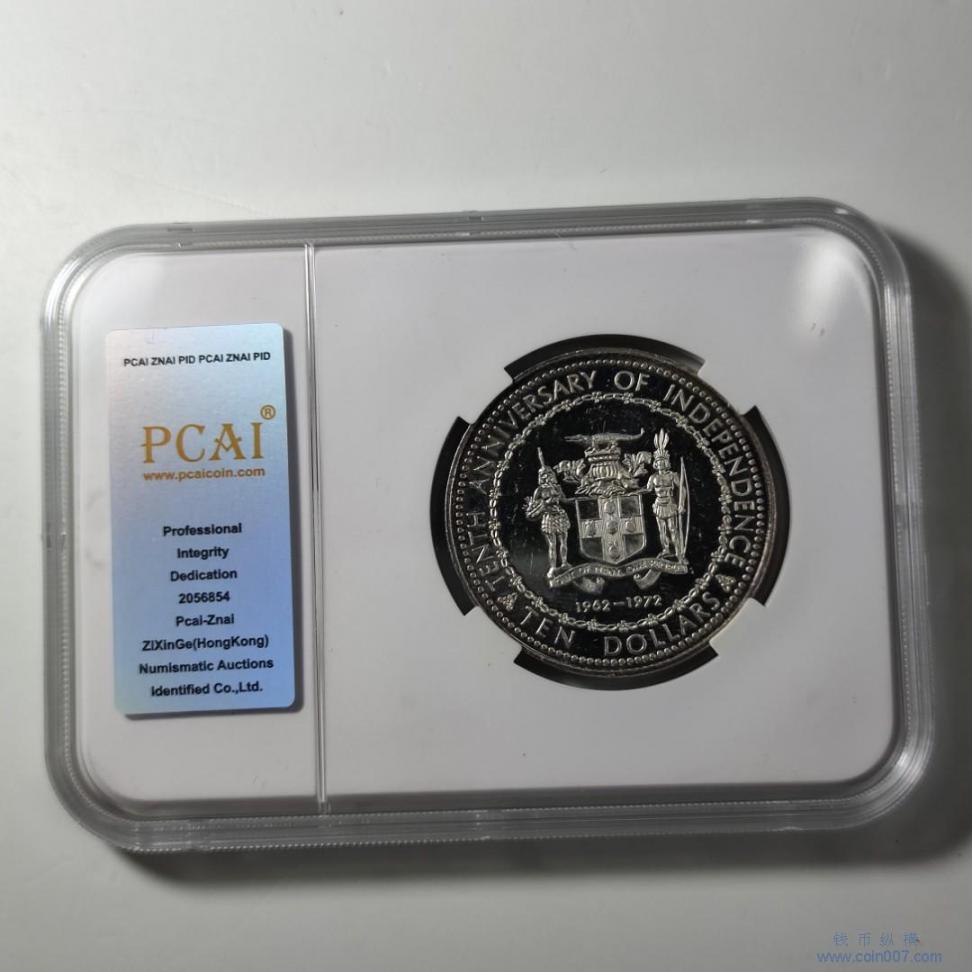 PCAI ZNAI PID PCAI ZNAI PID
PCAI®
www.pcaicoin.com
Professional
Integrity
Dedication
2056854
Pcai-Znai
ZIXinGe(HongKong)
Numismatic Auctions
Identified Co.,Ltd.
TENTH ANNIVERSARY OF INDEPENDENCE
1962—1972
TEN DOLLARS
钱币纵横
www.coin007.com